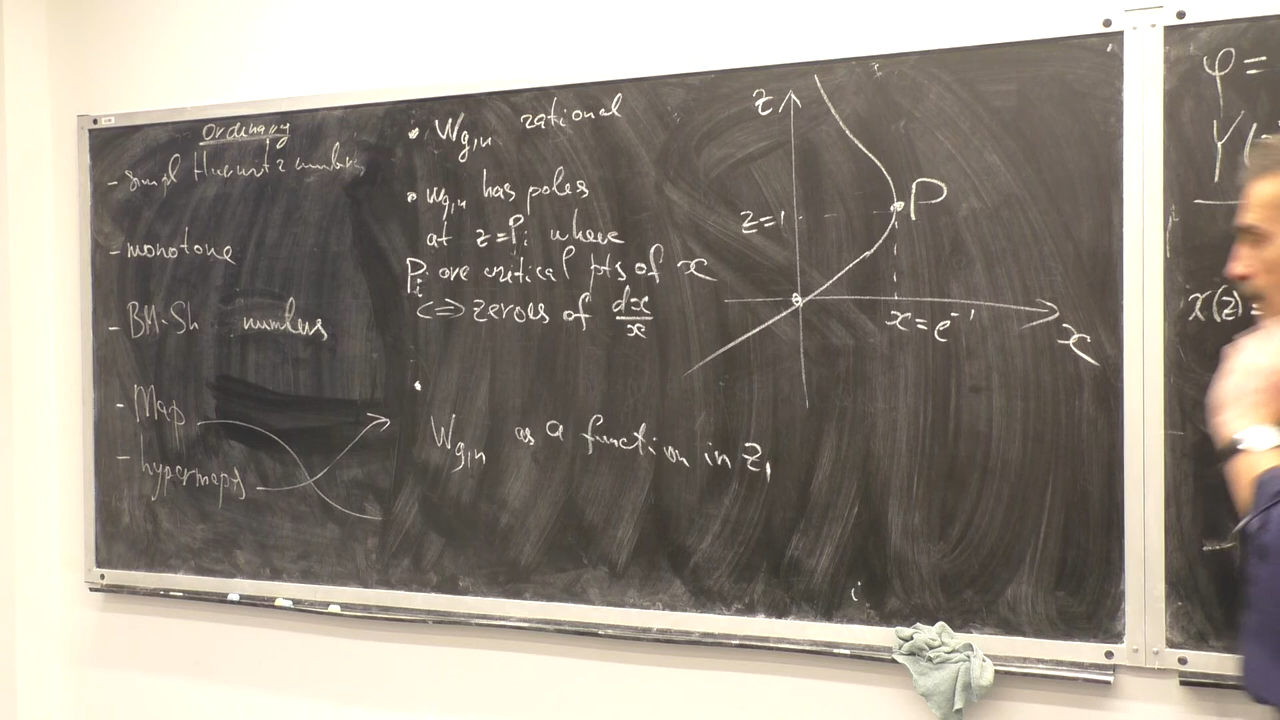 Ordinary
- simpl Hurwitz numbers
- monotone
- BM-Sh numbers
- Map
- hypermaps
• W_{g,n} rational
• W_{g,n} has poles
at z=P_i where
P_i are critical pts of x
<=> zeroes of dx/x
W_{g,n} as a function in z_1
z
z=1
P
x=e^{-1}
x
φ=
Y(
x(z)=